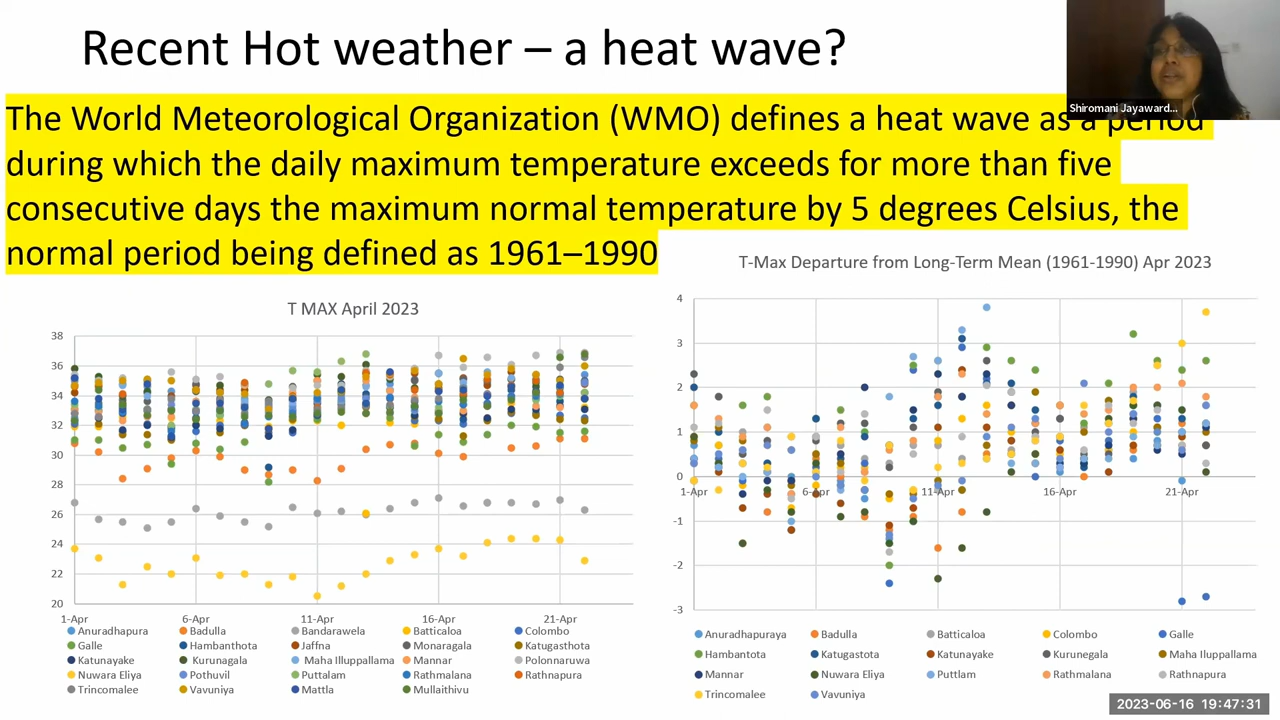 Recent Hot weather – a heat wave?
Shiromani Jayaward...
The World Meteorological Organization (WMO) defines a heat wave as a period
during which the daily maximum temperature exceeds for more than five
consecutive days the maximum normal temperature by 5 degrees Celsius, the
normal period being defined as 1961–1990
T MAX April 2023
38
36
34
32
30
28
26
24
22
20
1-Apr 6-Apr 11-Apr 16-Apr 21-Apr
Anuradhapura Badulla Bandarawela Batticaloa Colombo
Galle Hambanthota Jaffna Monaragala Katugasthota
Katunayake Kurunagala Maha Illuppallama Mannar Polonnaruwa
Nuwara Eliya Pothuvil Puttalam Rathmalana Rathnapura
Trincomalee Vavuniya Mattla Mullaithivu
T-Max Departure from Long-Term Mean (1961-1990) Apr 2023
4
3
2
1
0
-1
-2
-3
1-Apr 6-Apr 11-Apr 16-Apr 21-Apr
Anuradhapuraya Badulla Batticaloa Colombo Galle
Hambantota Katugastota Katunayake Kurunegala Maha Iluppallama
Mannar Nuwara Eliya Puttlam Rathmalana Rathnapura
Trincomalee Vavuniya
2023-06-16 19:47:31